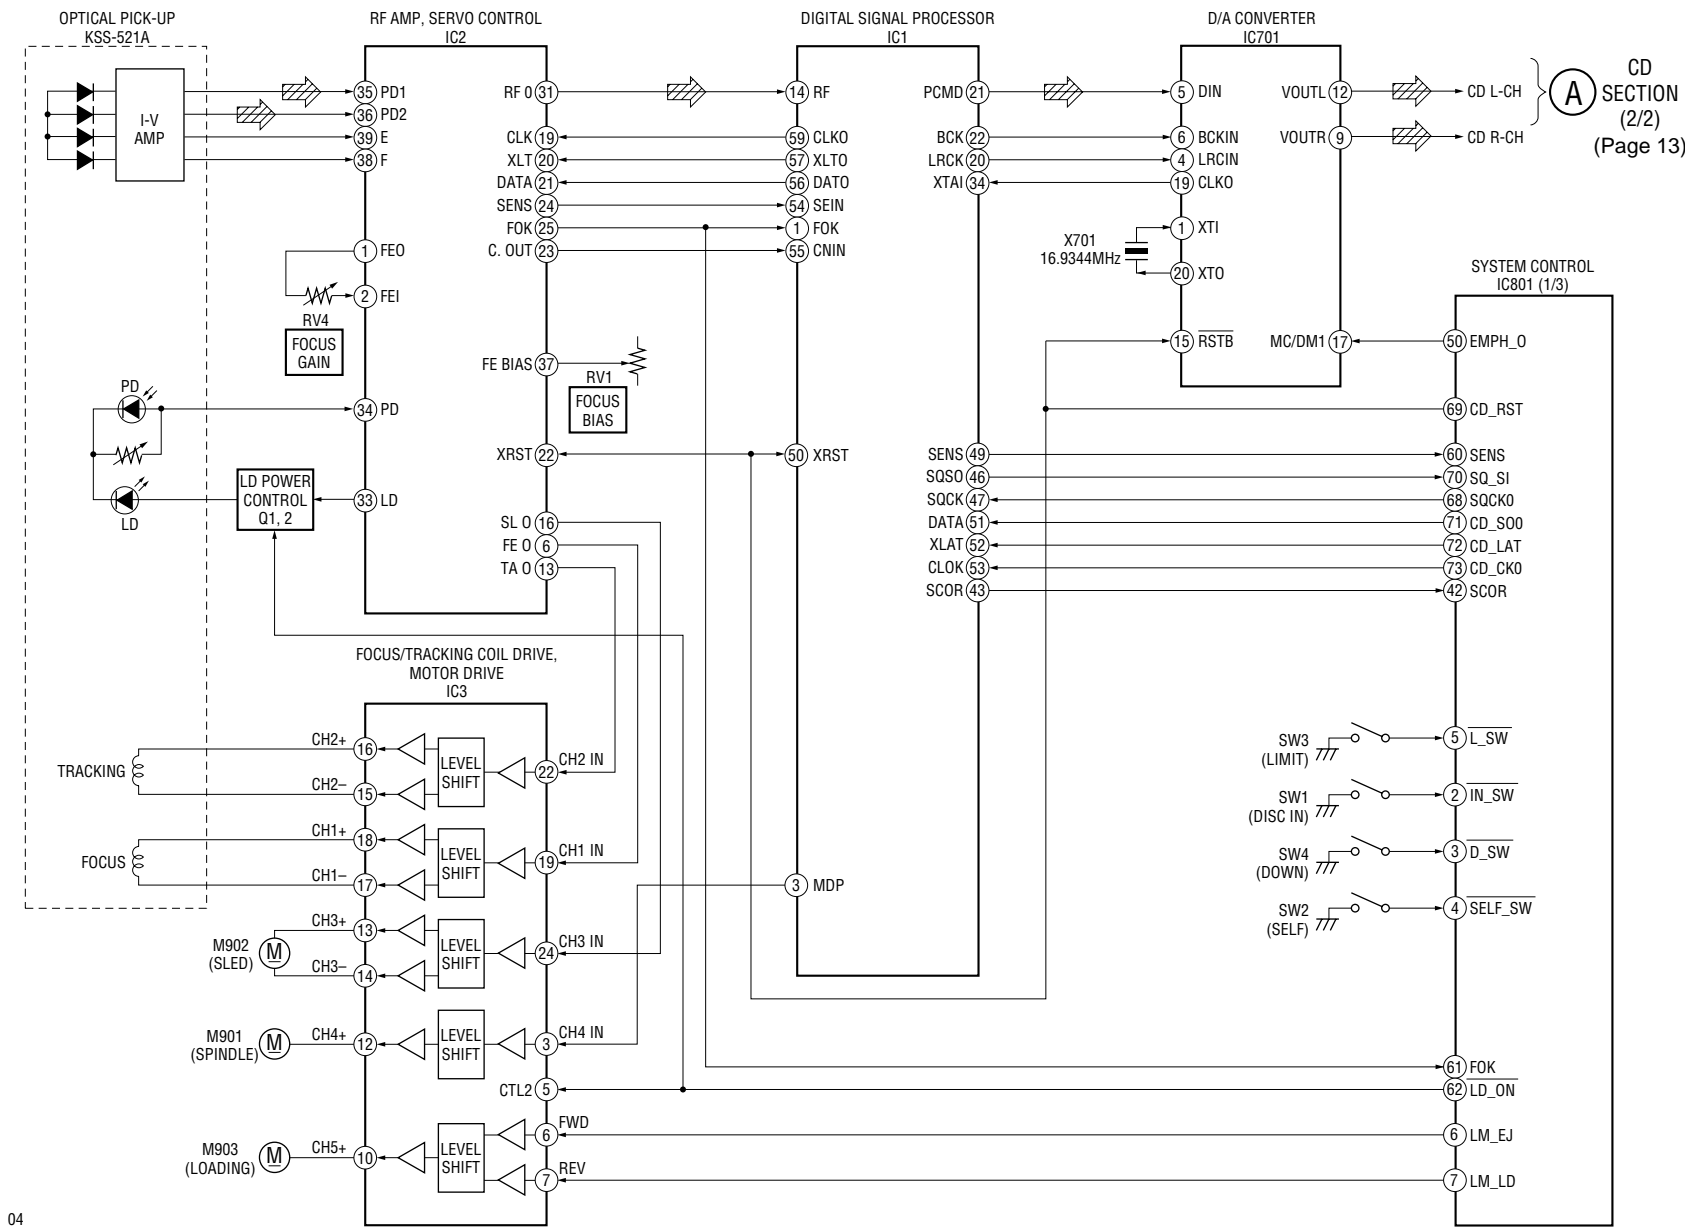 OPTICAL PICK-UP
KSS-521A
RF AMP, SERVO CONTROL
IC2
DIGITAL SIGNAL PROCESSOR
IC1
D/A CONVERTER
IC701
I-V
AMP
35 PD1
36 PD2
39 E
38 F
1 FEO
2 FEI
RV4
FOCUS
GAIN
PD
34 PD
LD
LD POWER
CONTROL
Q1, 2
33 LD
RF O 31
CLK 19
XLT 20
DATA 21
SENS 24
FOK 25
C. OUT 23
FE BIAS 37
RV1
FOCUS
BIAS
XRST 22
SL O 16
FE O 6
TA O 13
14 RF
59 CLKO
57 XLTO
56 DATO
54 SEIN
1 FOK
55 CNIN
50 XRST
3 MDP
PCMD 21
BCK 22
LRCK 20
XTAI 34
SENS 49
SQSO 46
SQCK 47
DATA 51
XLAT 52
CLOK 53
SCOR 43
5 DIN
6 BCKIN
4 LRCIN
19 CLKO
1 XTI
20 XTO
X701
16.9344MHz
15 RSTB
VOUTL 12
VOUTR 9
MC/DM1 17
CD L-CH
CD R-CH
A
CD
SECTION
(2/2)
(Page 13)
SYSTEM CONTROL
IC801 (1/3)
50 EMPH_O
69 CD_RST
60 SENS
70 SQ_SI
68 SQCK0
71 CD_SO0
72 CD_LAT
73 CD_CK0
42 SCOR
SW3
(LIMIT)
5 L_SW
SW1
(DISC IN)
2 IN_SW
SW4
(DOWN)
3 D_SW
SW2
(SELF)
4 SELF_SW
61 FOK
62 LD_ON
6 LM_EJ
7 LM_LD
FOCUS/TRACKING COIL DRIVE,
MOTOR DRIVE
IC3
TRACKING
CH2+ 16
CH2– 15
LEVEL
SHIFT
22 CH2 IN
FOCUS
CH1+ 18
CH1– 17
LEVEL
SHIFT
19 CH1 IN
M902
(SLED)
M
CH3+ 13
CH3– 14
LEVEL
SHIFT
24 CH3 IN
M901
(SPINDLE)
M
CH4+ 12
LEVEL
SHIFT
3 CH4 IN
CTL2 5
M903
(LOADING)
M
CH5+ 10
LEVEL
SHIFT
6 FWD
7 REV
04